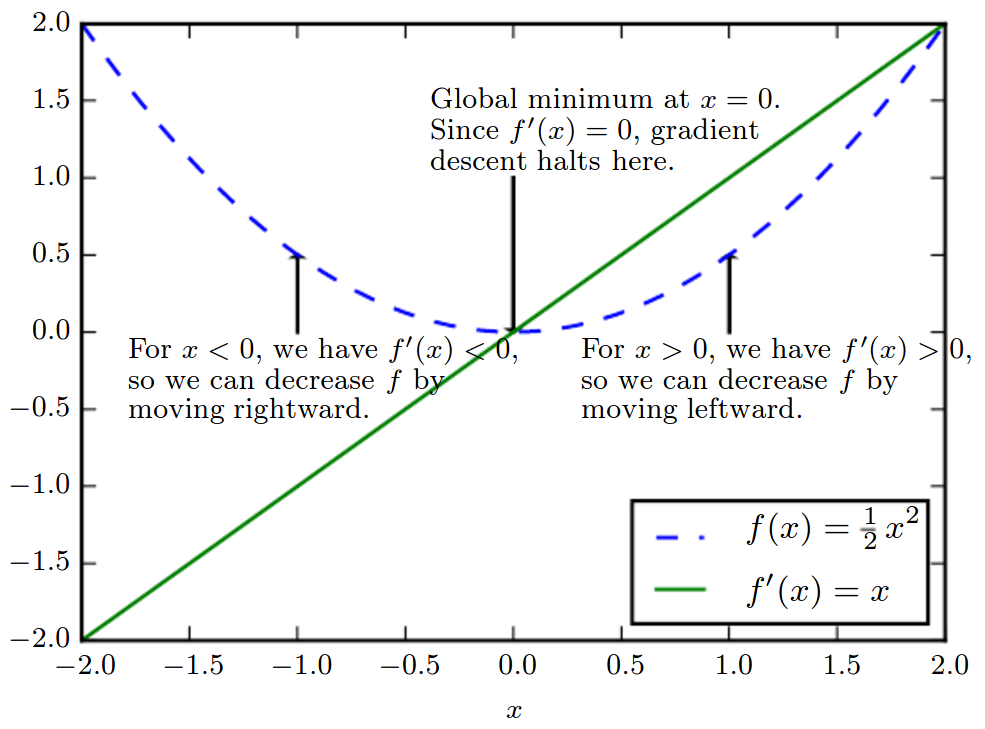 2.0
1.5
1.0
0.5
0.0
−0.5
−1.0
−1.5
−2.0
Global minimum at x = 0.
Since f′(x) = 0, gradient
descent halts here.
For x < 0, we have f′(x) < 0,
so we can decrease f by
moving rightward.
For x > 0, we have f′(x) > 0,
so we can decrease f by
moving leftward.
f(x) = ½ x²
f′(x) = x
−2.0 −1.5 −1.0 −0.5 0.0 0.5 1.0 1.5 2.0
x